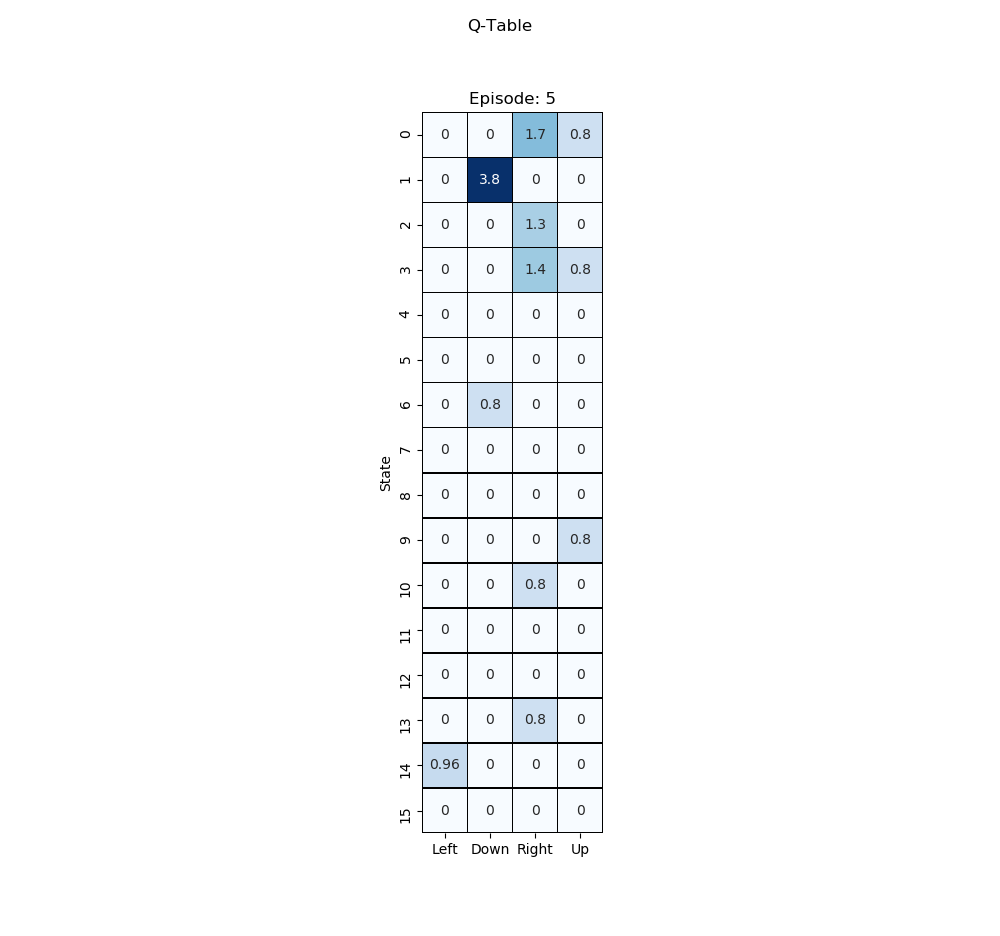 Q-Table
Episode: 5
0 0 0 1.7 0.8
1 0 3.8 0 0
2 0 0 1.3 0
3 0 0 1.4 0.8
4 0 0 0 0
5 0 0 0 0
6 0 0.8 0 0
7 0 0 0 0
State
8 0 0 0 0
9 0 0 0 0.8
10 0 0 0.8 0
11 0 0 0 0
12 0 0 0 0
13 0 0 0.8 0
14 0.96 0 0 0
15 0 0 0 0
Left Down Right Up